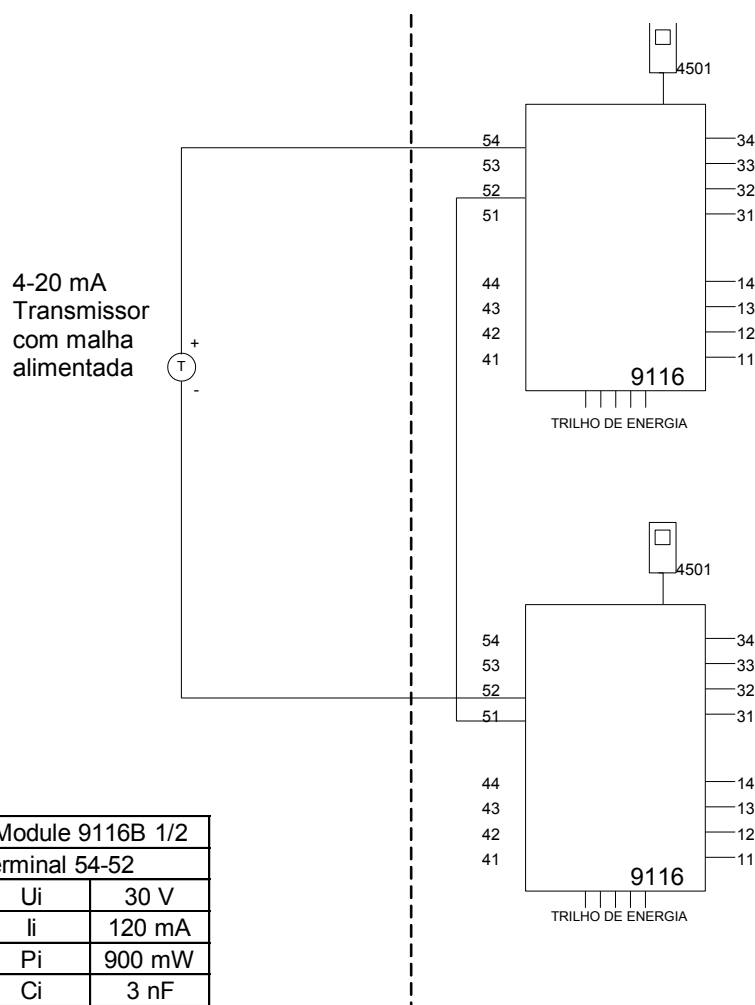 4501
54
53
52
51
44
43
42
41
34
33
32
31
14
13
12
11
9116
TRILHO DE ENERGIA
4-20 mA
Transmissor
com malha
alimentada
+
T
-
4501
54
53
52
51
44
43
42
41
34
33
32
31
14
13
12
11
9116
TRILHO DE ENERGIA
Module 9116B 1/2
erminal 54-52
Ui 30 V
Ii 120 mA
Pi 900 mW
Ci 3 nF